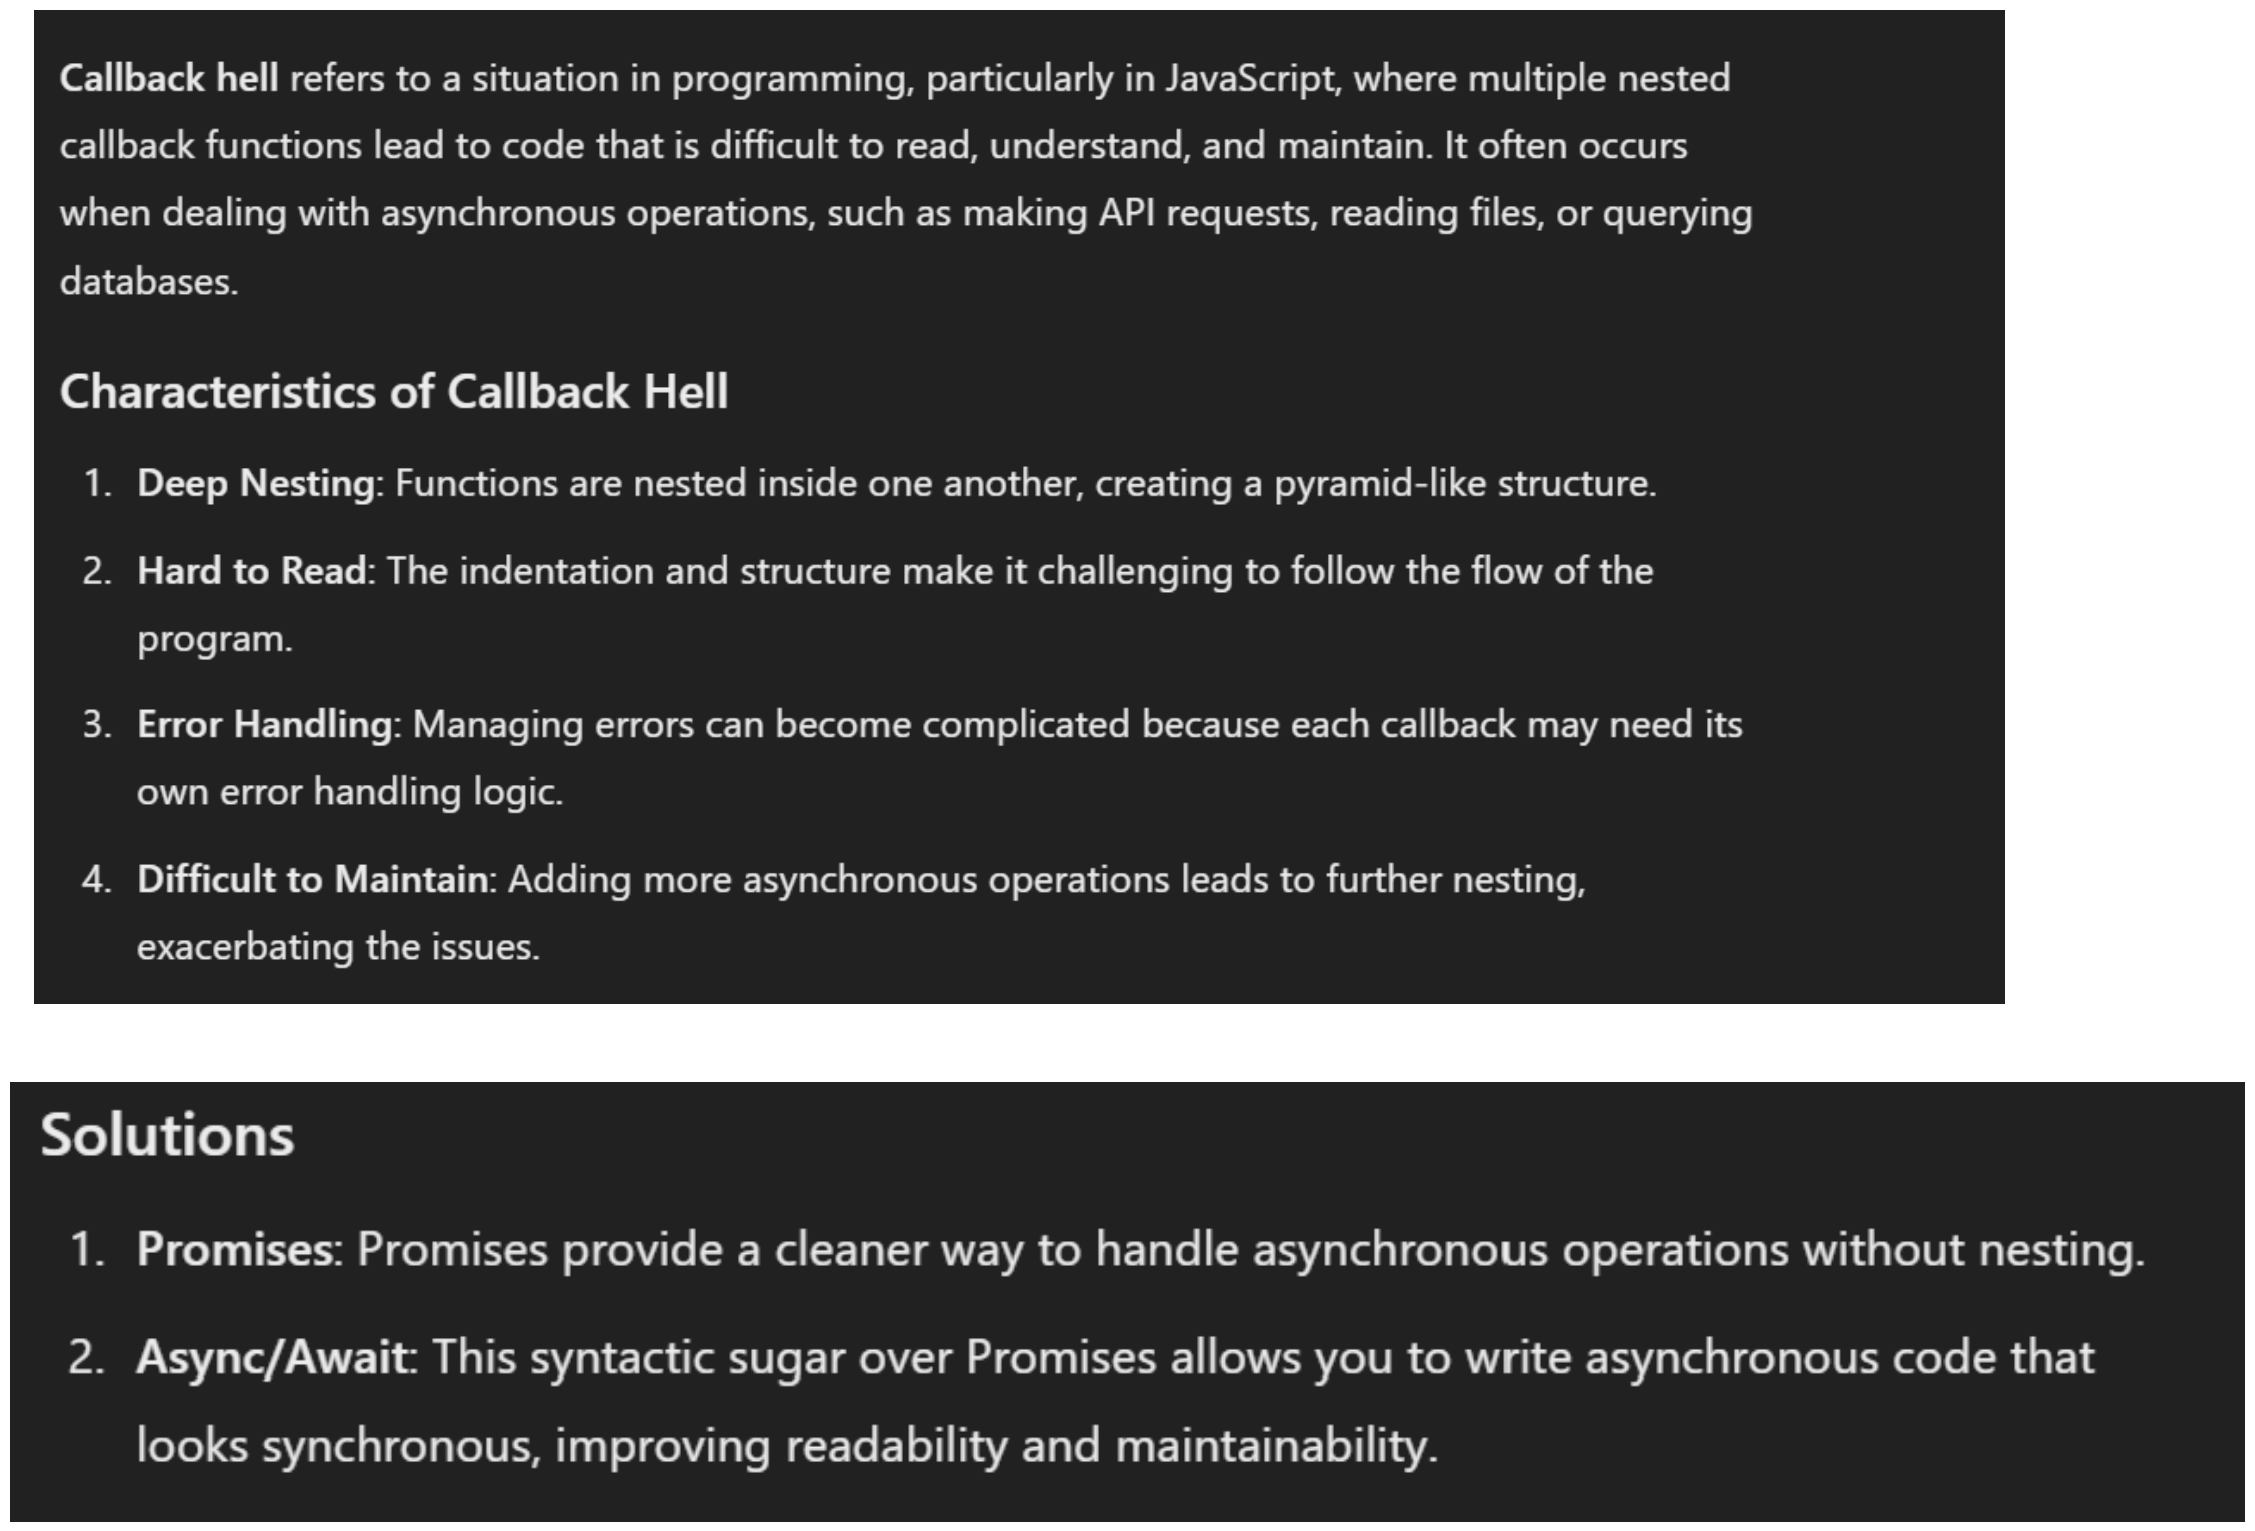 Callback hell refers to a situation in programming, particularly in JavaScript, where multiple nested
callback functions lead to code that is difficult to read, understand, and maintain. It often occurs
when dealing with asynchronous operations, such as making API requests, reading files, or querying
databases.
Characteristics of Callback Hell
1. Deep Nesting: Functions are nested inside one another, creating a pyramid-like structure.
2. Hard to Read: The indentation and structure make it challenging to follow the flow of the
program.
3. Error Handling: Managing errors can become complicated because each callback may need its
own error handling logic.
4. Difficult to Maintain: Adding more asynchronous operations leads to further nesting,
exacerbating the issues.
Solutions
1. Promises: Promises provide a cleaner way to handle asynchronous operations without nesting.
2. Async/Await: This syntactic sugar over Promises allows you to write asynchronous code that
looks synchronous, improving readability and maintainability.